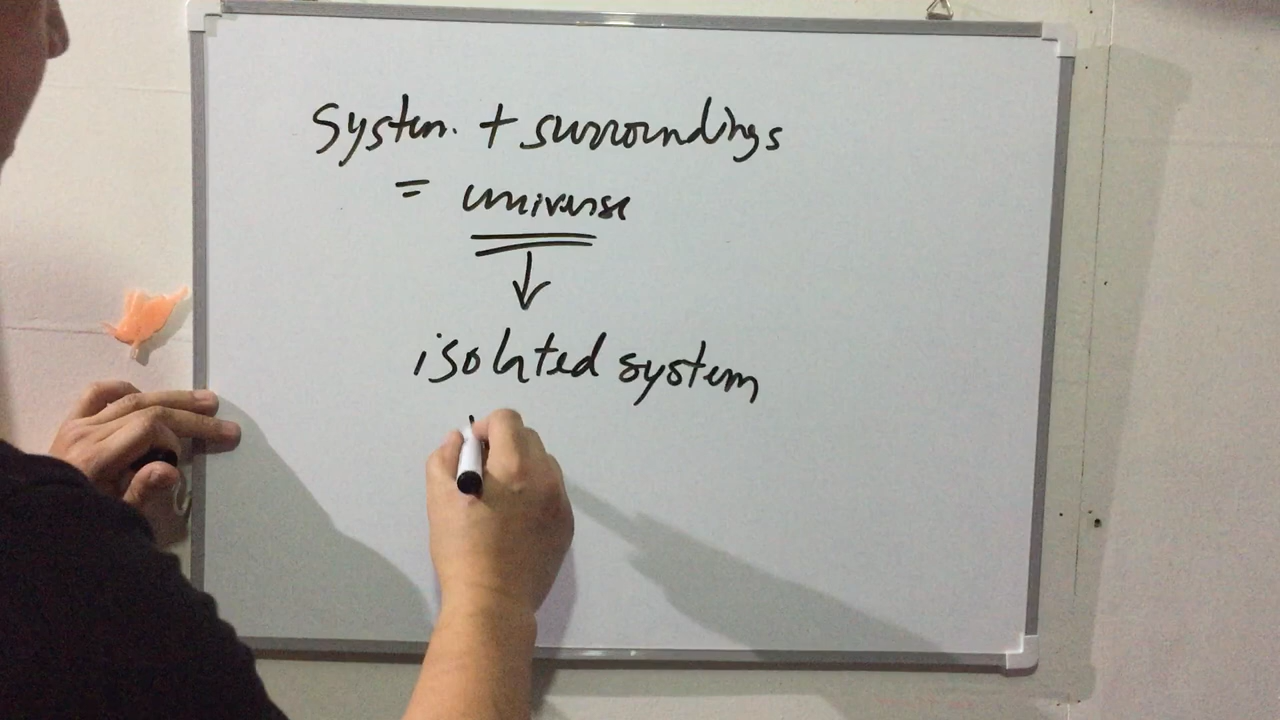 System. + surroundings
= universe
↓
isolated system